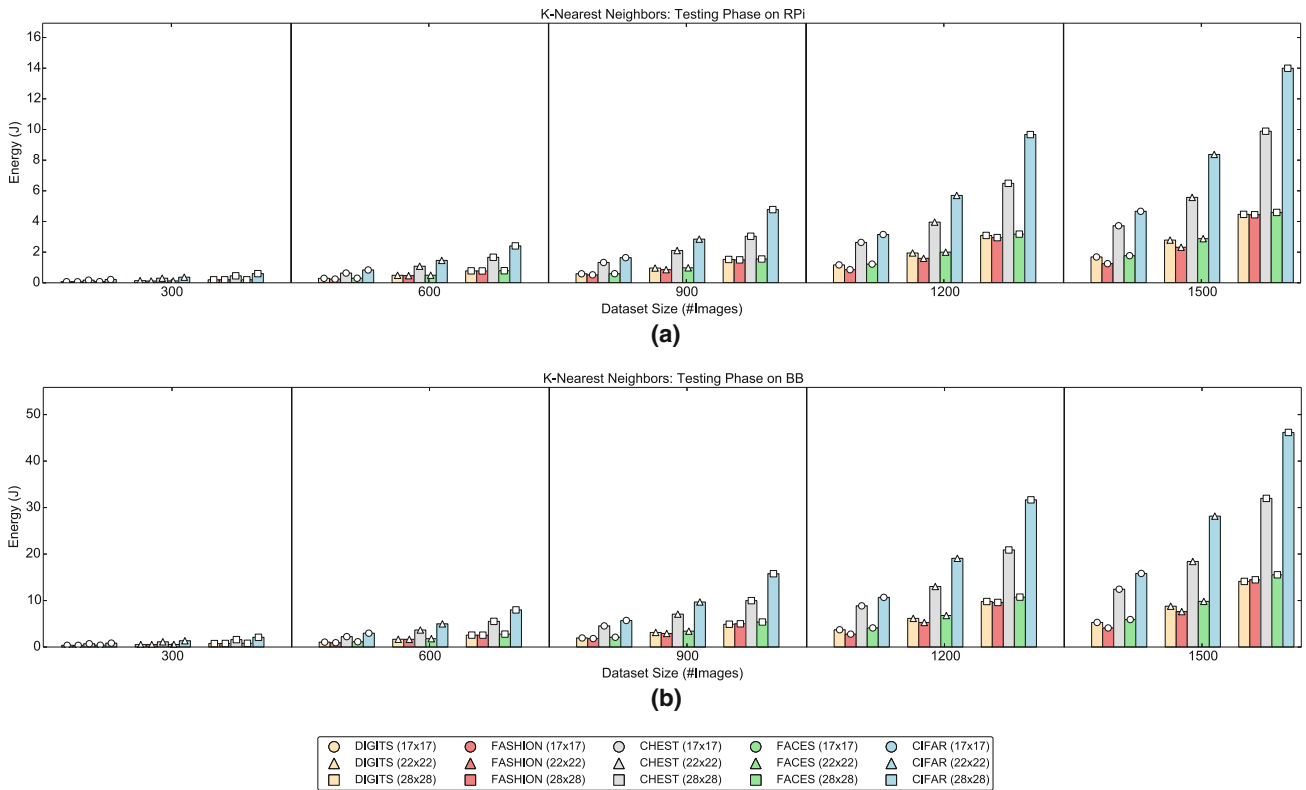 K-Nearest Neighbors: Testing Phase on RPi
16
14
12
10
8
6
4
2
0
Energy (J)
300 600 900 1200 1500
Dataset Size (#Images)
(a)
K-Nearest Neighbors: Testing Phase on BB
50
40
30
20
10
0
Energy (J)
300 600 900 1200 1500
Dataset Size (#Images)
(b)
DIGITS (17x17) FASHION (17x17) CHEST (17x17) FACES (17x17) CIFAR (17x17)
DIGITS (22x22) FASHION (22x22) CHEST (22x22) FACES (22x22) CIFAR (22x22)
DIGITS (28x28) FASHION (28x28) CHEST (28x28) FACES (28x28) CIFAR (28x28)